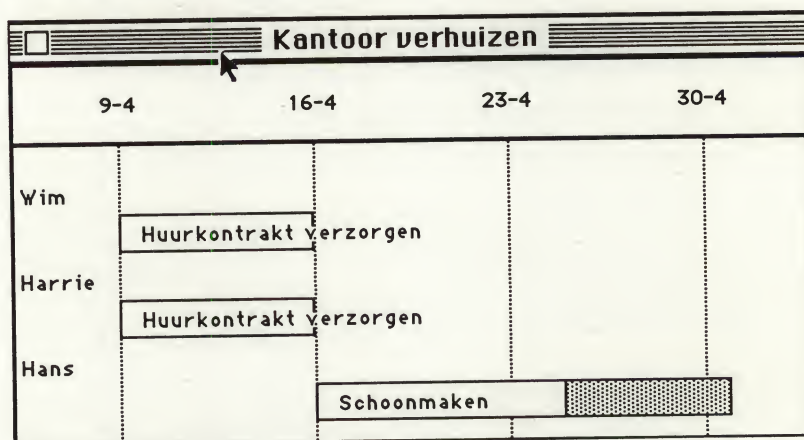 Kantoor verhuizen
9-4 16-4 23-4 30-4
Wim
Huurkontrakt verzorgen
Harrie
Huurkontrakt verzorgen
Hans
Schoonmaken